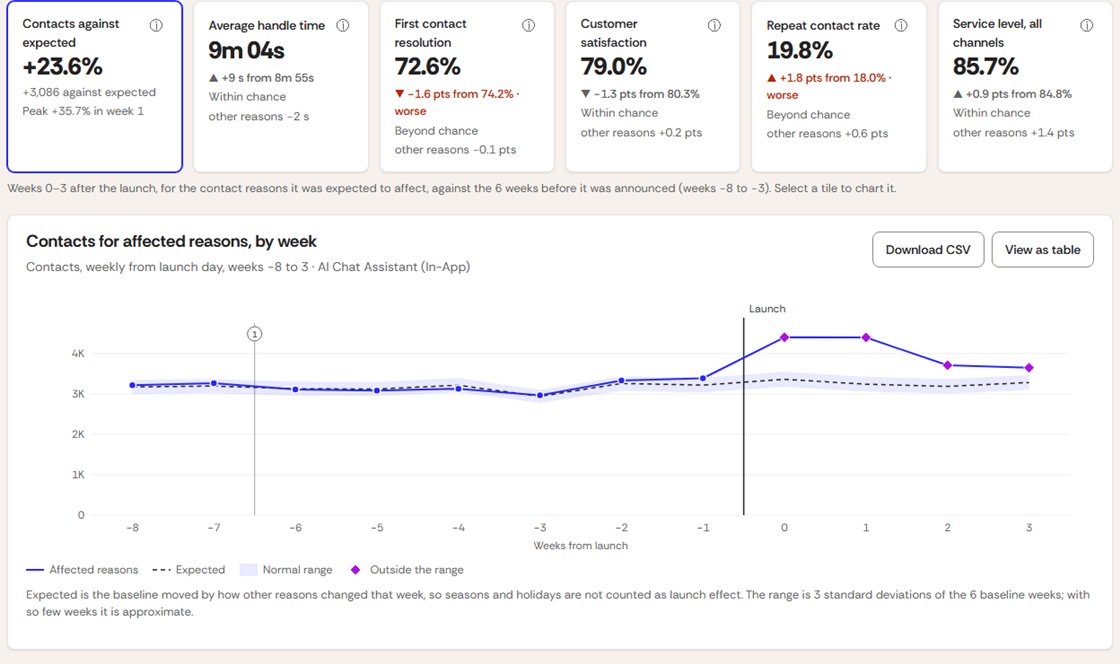 Contacts against
expected
+23.6%
+3,086 against expected
Peak +35.7% in week 1
Average handle time
9m 04s
▲ +9 s from 8m 55s
Within chance
other reasons −2 s
First contact
resolution
72.6%
▼ −1.6 pts from 74.2% ·
worse
Beyond chance
other reasons −0.1 pts
Customer
satisfaction
79.0%
▼ −1.3 pts from 80.3%
Within chance
other reasons +0.2 pts
Repeat contact rate
19.8%
▲ +1.8 pts from 18.0% ·
worse
Beyond chance
other reasons +0.6 pts
Service level, all
channels
85.7%
▲ +0.9 pts from 84.8%
Within chance
other reasons +1.4 pts
Weeks 0–3 after the launch, for the contact reasons it was expected to affect, against the 6 weeks before it was announced (weeks −8 to −3). Select a tile to chart it.
Contacts for affected reasons, by week
Contacts, weekly from launch day, weeks −8 to 3 · AI Chat Assistant (In-App)
Download CSV
View as table
Launch
1
4K
3K
2K
1K
0
−8 −7 −6 −5 −4 −3 −2 −1 0 1 2 3
Weeks from launch
Affected reasons Expected Normal range Outside the range
Expected is the baseline moved by how other reasons changed that week, so seasons and holidays are not counted as launch effect. The range is 3 standard deviations of the 6 baseline weeks; with
so few weeks it is approximate.